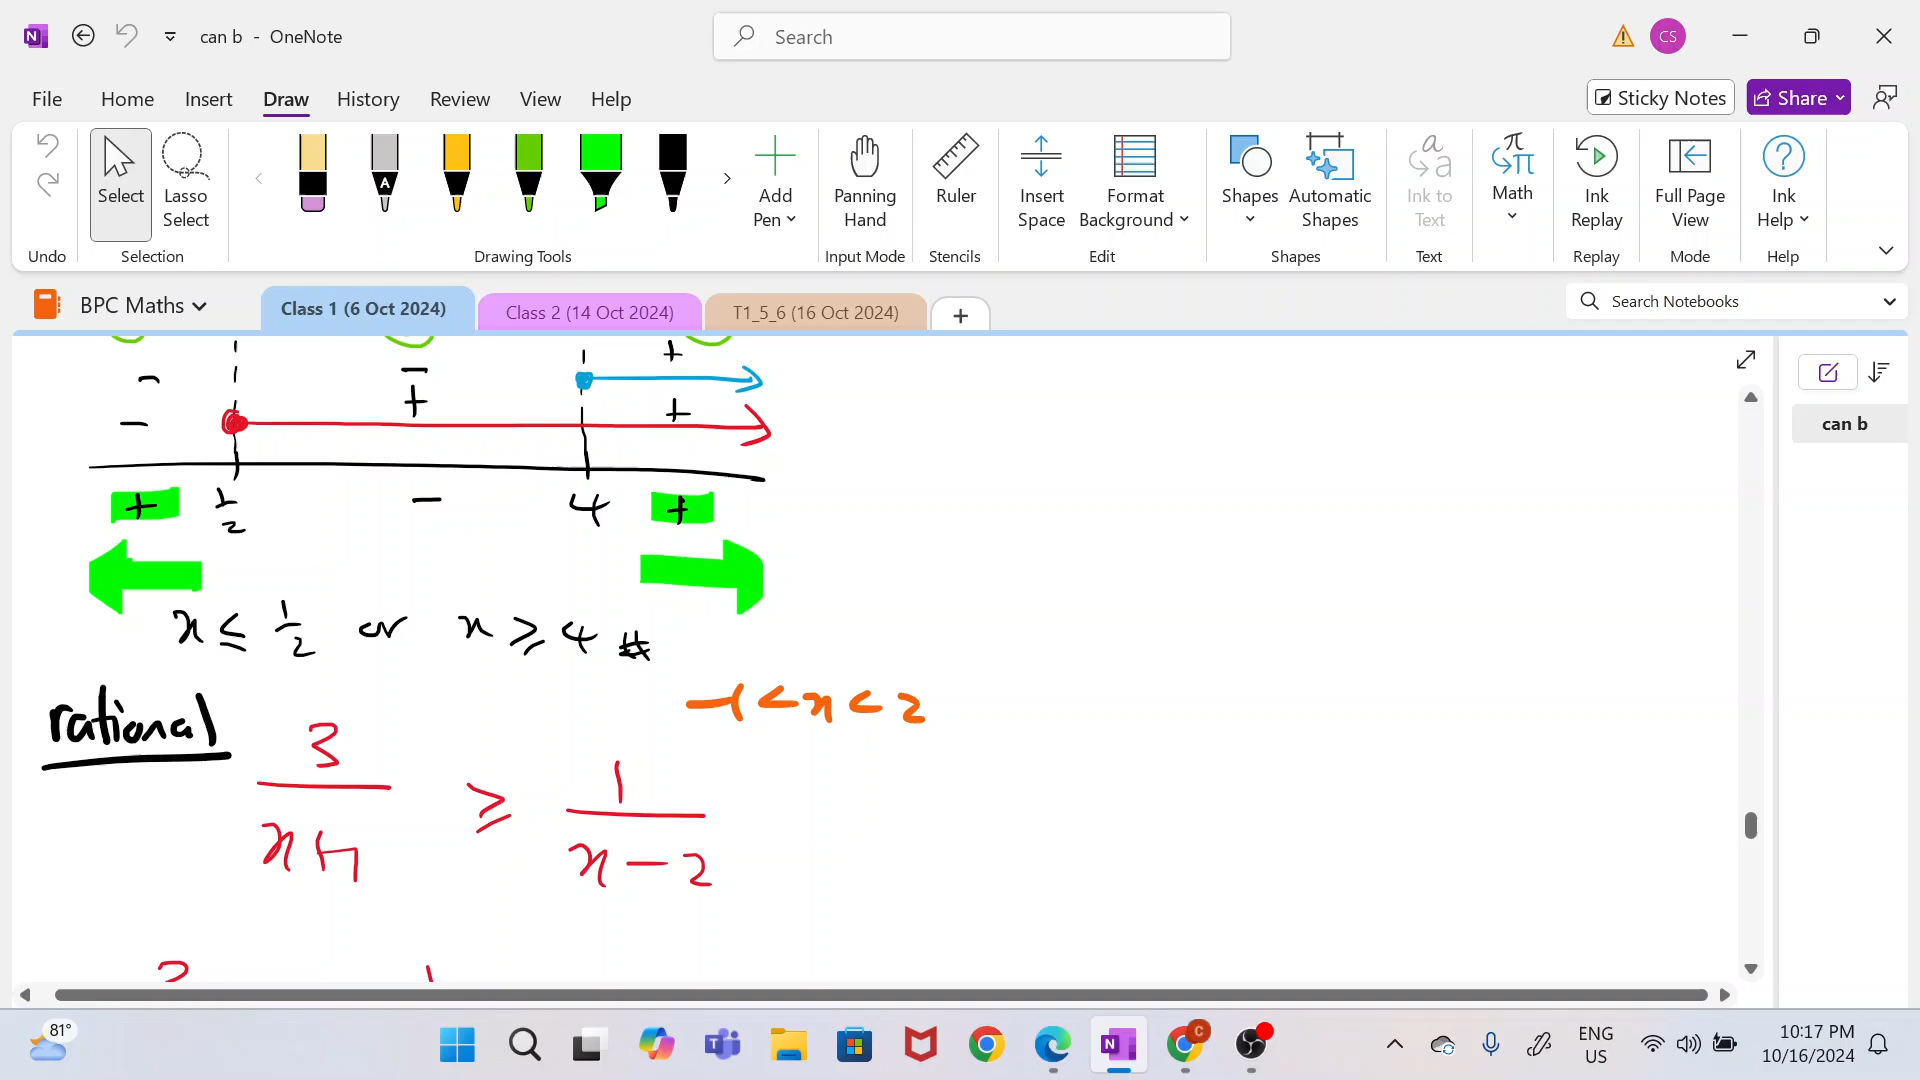 can b - OneNote
Search
CS
File Home Insert Draw History Review View Help
Sticky Notes Share
Select
Lasso Select
A
Add Pen
Panning Hand
Ruler
Insert Space
Format Background
Shapes
Automatic Shapes
Ink to Text
Math
Ink Replay
Full Page View
Ink Help
Undo Selection Drawing Tools Input Mode Stencils Edit Shapes Text Replay Mode Help
BPC Maths
Class 1 (6 Oct 2024) Class 2 (14 Oct 2024) T1_5_6 (16 Oct 2024) +
Search Notebooks
can b
+
- - 
- + +
+ 1/2 - 4 +
x ≤ 1/2 or x ≥ 4 #
-1 < x < 2
rational
3/(x+1) ≥ 1/(x-2)
81°
ENG US
10:17 PM
10/16/2024